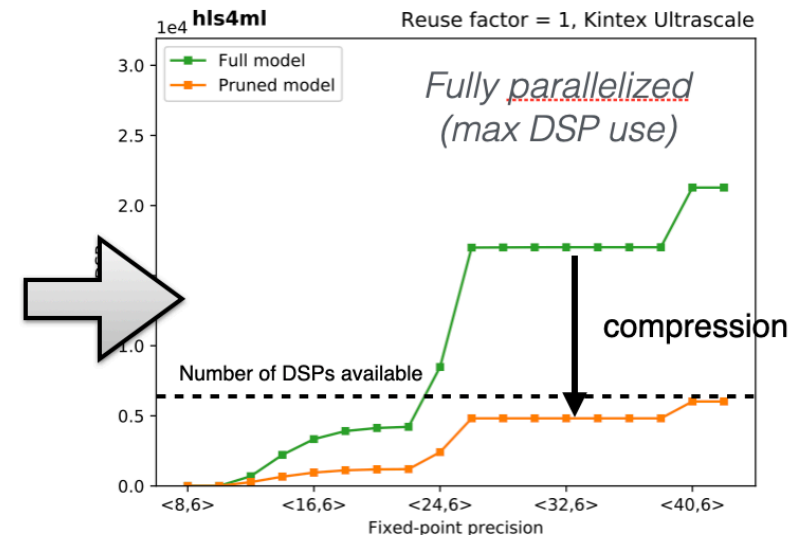 1e4 hls4ml Reuse factor = 1, Kintex Ultrascale
Full model
Pruned model
Fully parallelized
(max DSP use)
3.0
2.5
2.0
1.0
0.5
0.0
compression
Number of DSPs available
<8,6> <16,6> <24,6> <32,6> <40,6>
Fixed-point precision